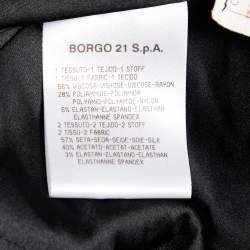 BORGO 21 S.p.A.
1 TESSUTO-1 TEJIDO-1 STOFF
1 TISSU-1 FABRIC-1 TECIDO
66% VISCOSA-VISKOSE-VISCOSE-RAYON
28% POLIAMIDE-POLIAMIDA
POLYAMID-POLYAMIDE-NYLON
6% ELASTAN-ELASTANO-ELASTHAN
ELASTHANNE SPANDEX
2 TESSUTO-2 TEJIDO-2 STOFF
2 TISSU-2 FABRIC
57% SETA-SEDA-SEIDE-SOIE-SILK
40% ACETATO-ACETAT-ACETATE
3% ELASTAN-ELASTANO-ELASTHAN
ELASTHANNE SPANDEX